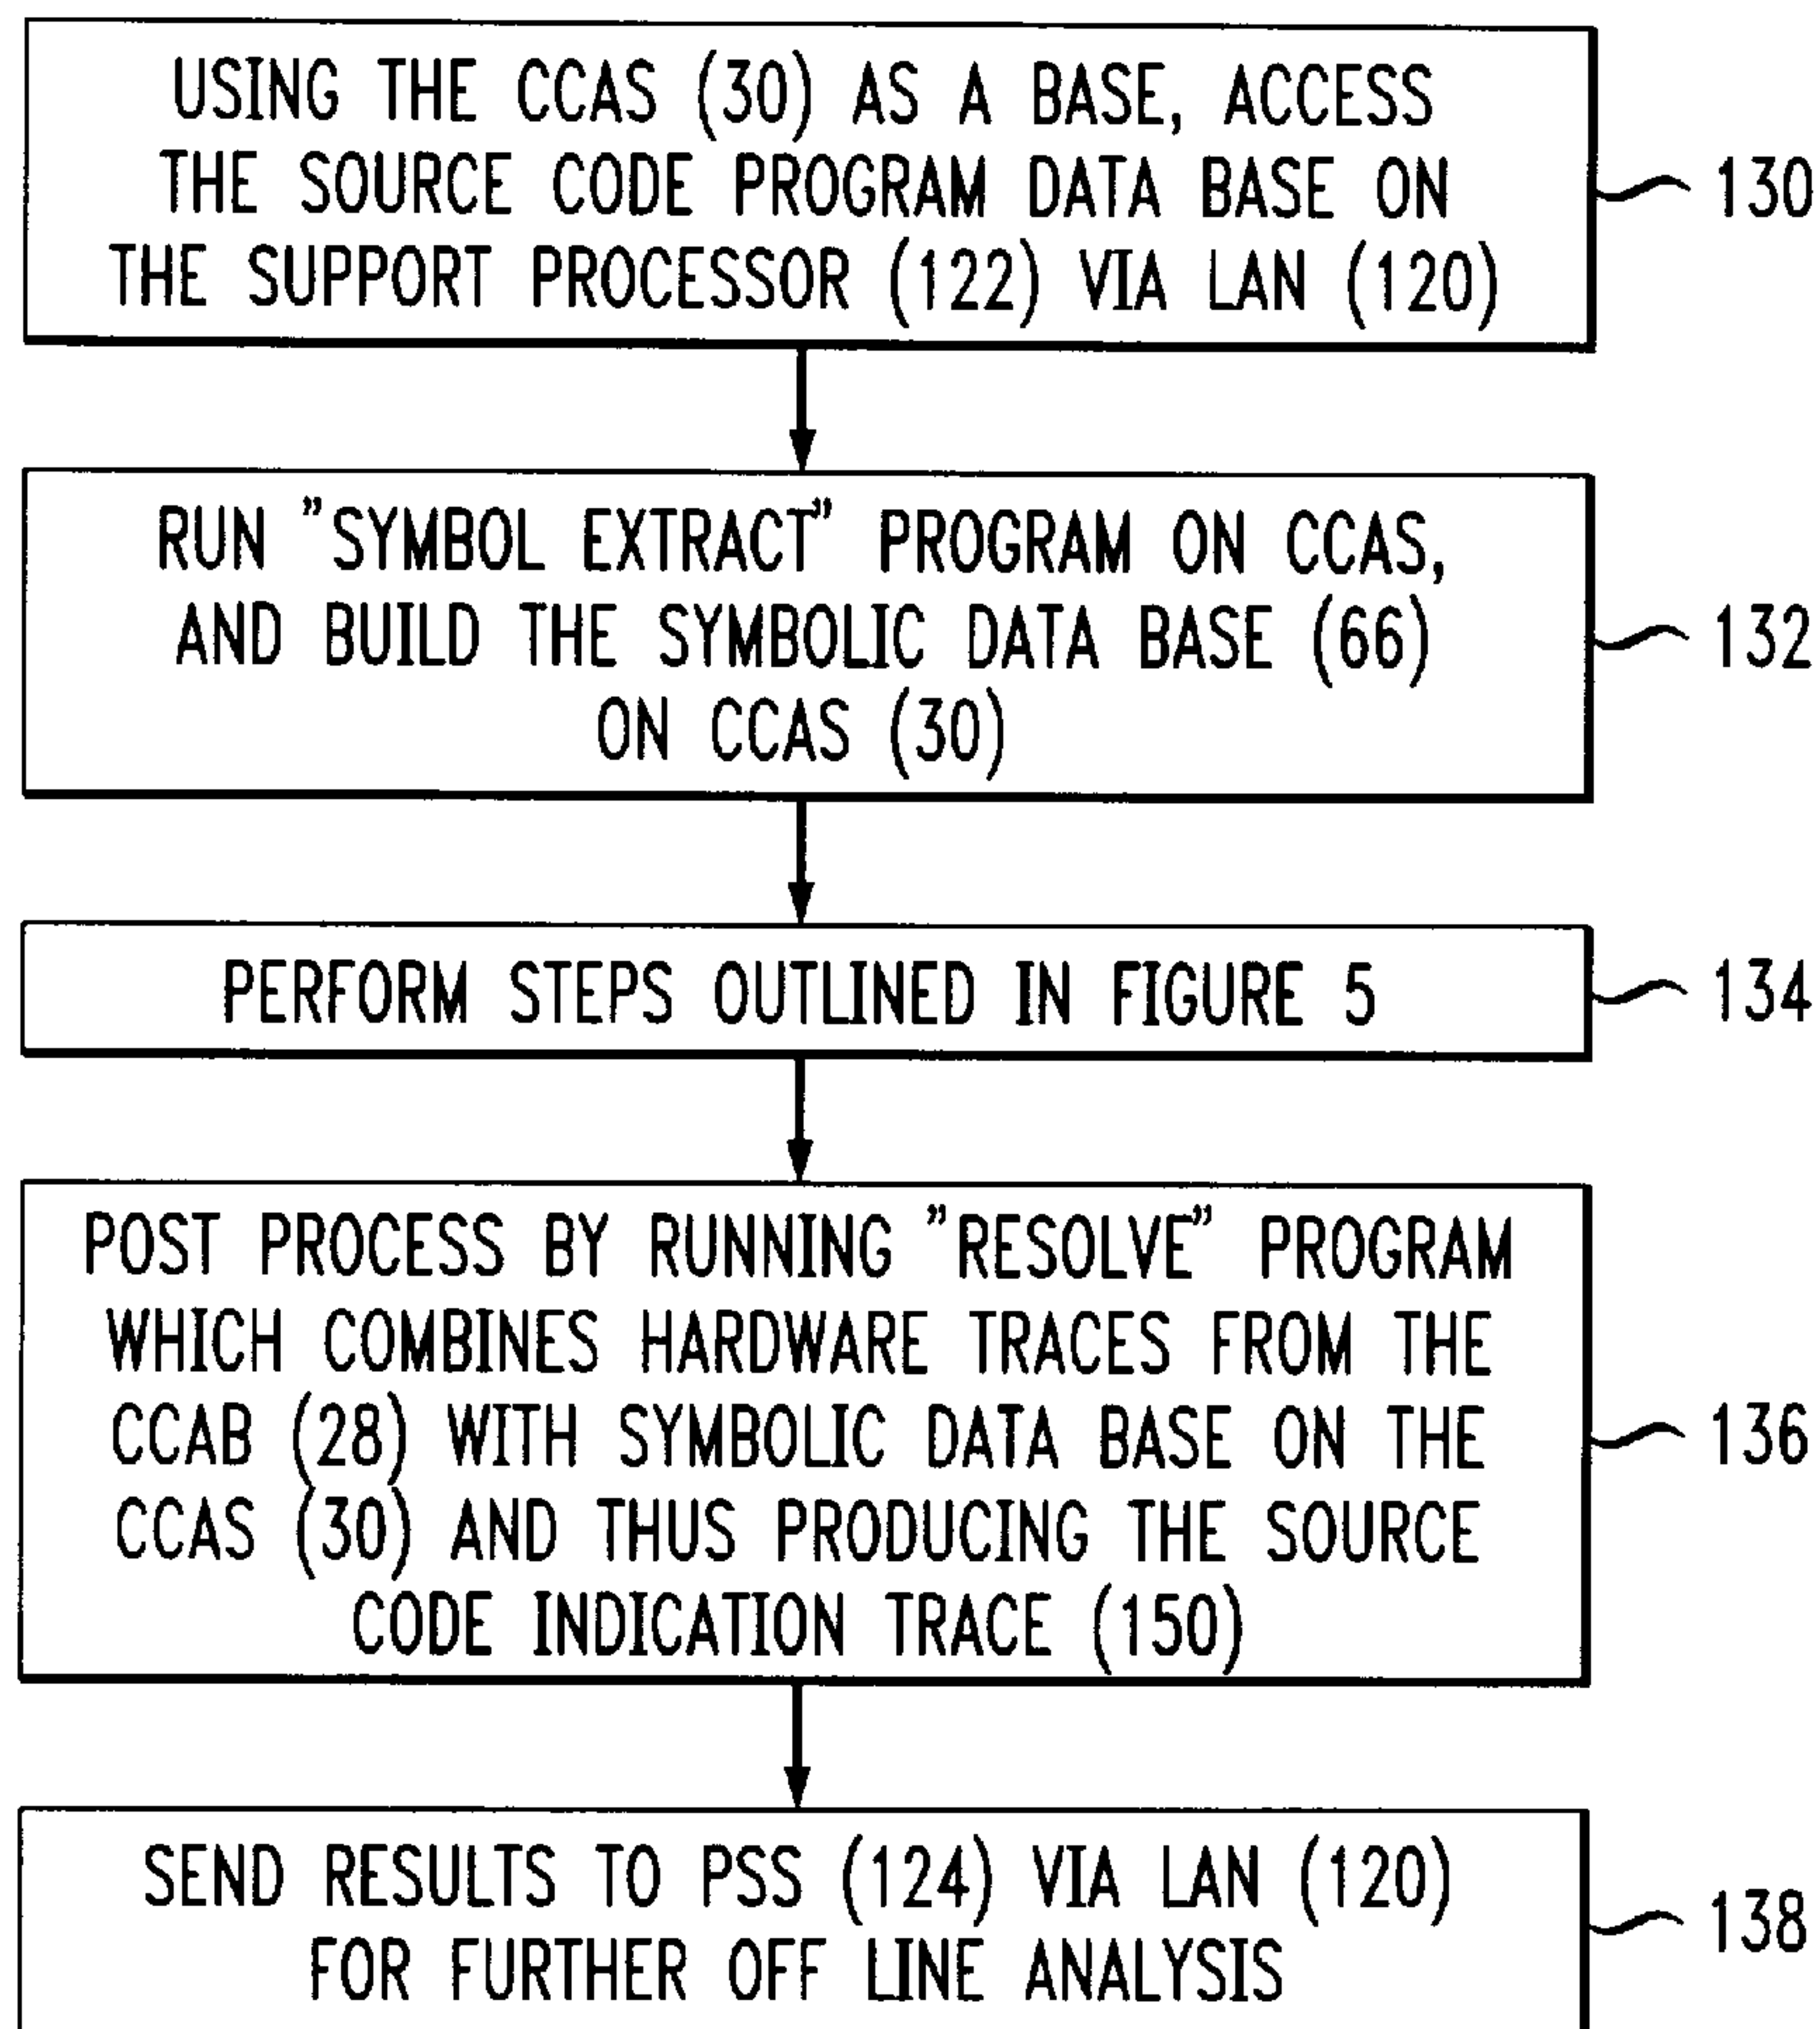 USING THE CCAS (30) AS A BASE, ACCESS
THE SOURCE CODE PROGRAM DATA BASE ON
THE SUPPORT PROCESSOR (122) VIA LAN (120)
130
RUN "SYMBOL EXTRACT" PROGRAM ON CCAS,
AND BUILD THE SYMBOLIC DATA BASE (66)
ON CCAS (30)
132
PERFORM STEPS OUTLINED IN FIGURE 5
134
POST PROCESS BY RUNNING "RESOLVE" PROGRAM
WHICH COMBINES HARDWARE TRACES FROM THE
CCAB (28) WITH SYMBOLIC DATA BASE ON THE
CCAS (30) AND THUS PRODUCING THE SOURCE
CODE INDICATION TRACE (150)
136
SEND RESULTS TO PSS (124) VIA LAN (120)
FOR FURTHER OFF LINE ANALYSIS
138